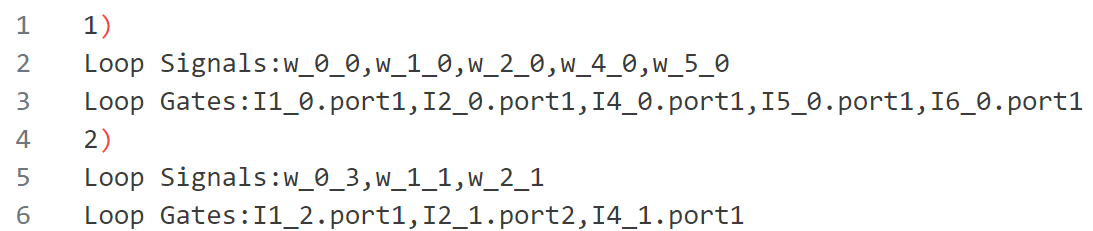 1 1)
2 Loop Signals:w_0_0,w_1_0,w_2_0,w_4_0,w_5_0
3 Loop Gates:I1_0.port1,I2_0.port1,I4_0.port1,I5_0.port1,I6_0.port1
4 2)
5 Loop Signals:w_0_3,w_1_1,w_2_1
6 Loop Gates:I1_2.port1,I2_1.port2,I4_1.port1